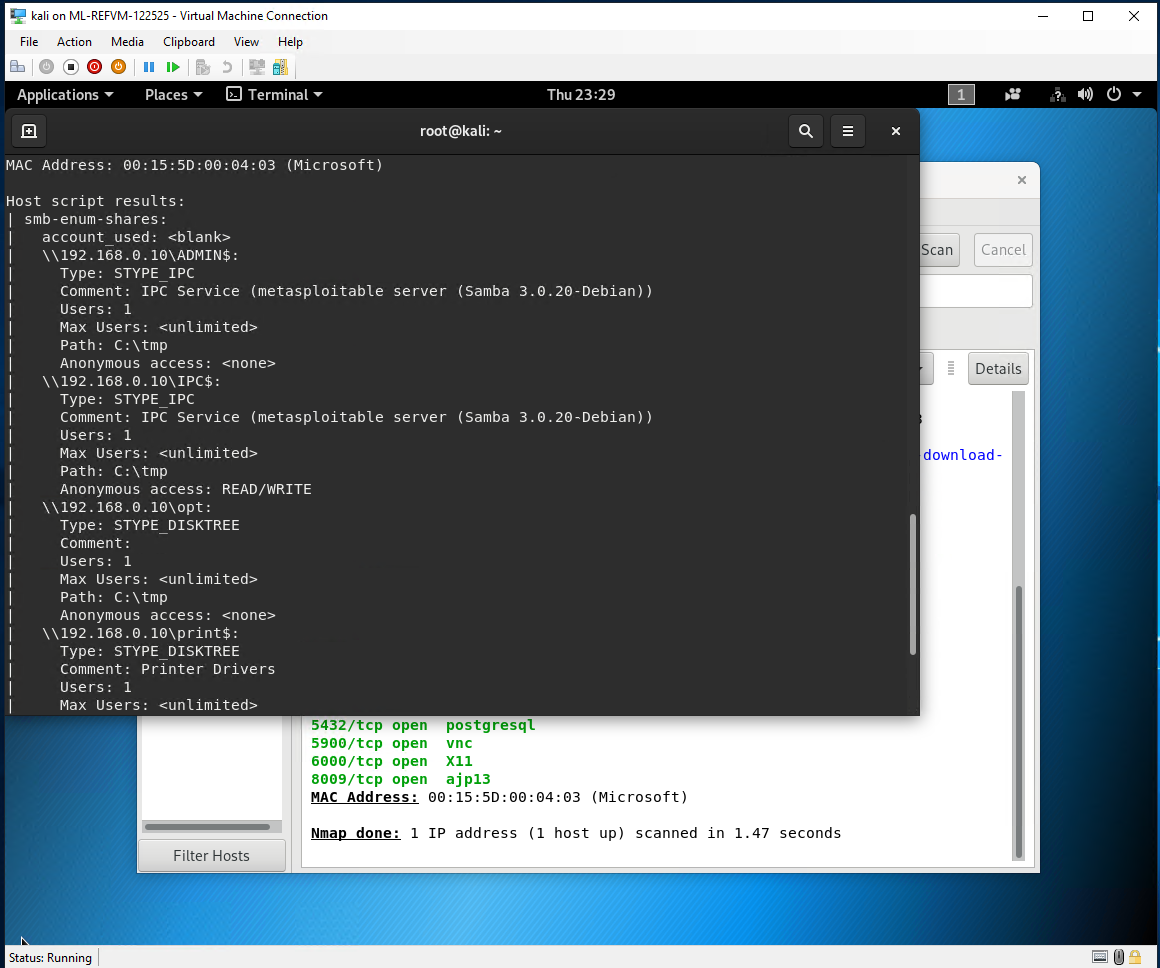 kali on ML-REFVM-122525 - Virtual Machine Connection
File Action Media Clipboard View Help
Applications Places Terminal Thu 23:29 1
root@kali: ~
MAC Address: 00:15:5D:00:04:03 (Microsoft)
Host script results:
| smb-enum-shares:
|   account_used: <blank>
|   \\192.168.0.10\ADMIN$:
|     Type: STYPE_IPC
|     Comment: IPC Service (metasploitable server (Samba 3.0.20-Debian))
|     Users: 1
|     Max Users: <unlimited>
|     Path: C:\tmp
|     Anonymous access: <none>
|   \\192.168.0.10\IPC$:
|     Type: STYPE_IPC
|     Comment: IPC Service (metasploitable server (Samba 3.0.20-Debian))
|     Users: 1
|     Max Users: <unlimited>
|     Path: C:\tmp
|     Anonymous access: READ/WRITE
|   \\192.168.0.10\opt:
|     Type: STYPE_DISKTREE
|     Comment:
|     Users: 1
|     Max Users: <unlimited>
|     Path: C:\tmp
|     Anonymous access: <none>
|   \\192.168.0.10\print$:
|     Type: STYPE_DISKTREE
|     Comment: Printer Drivers
|     Users: 1
|     Max Users: <unlimited>
Scan Cancel
Details
download-
5432/tcp open postgresql
5900/tcp open vnc
6000/tcp open X11
8009/tcp open ajp13
MAC Address: 00:15:5D:00:04:03 (Microsoft)
Nmap done: 1 IP address (1 host up) scanned in 1.47 seconds
Filter Hosts
Status: Running